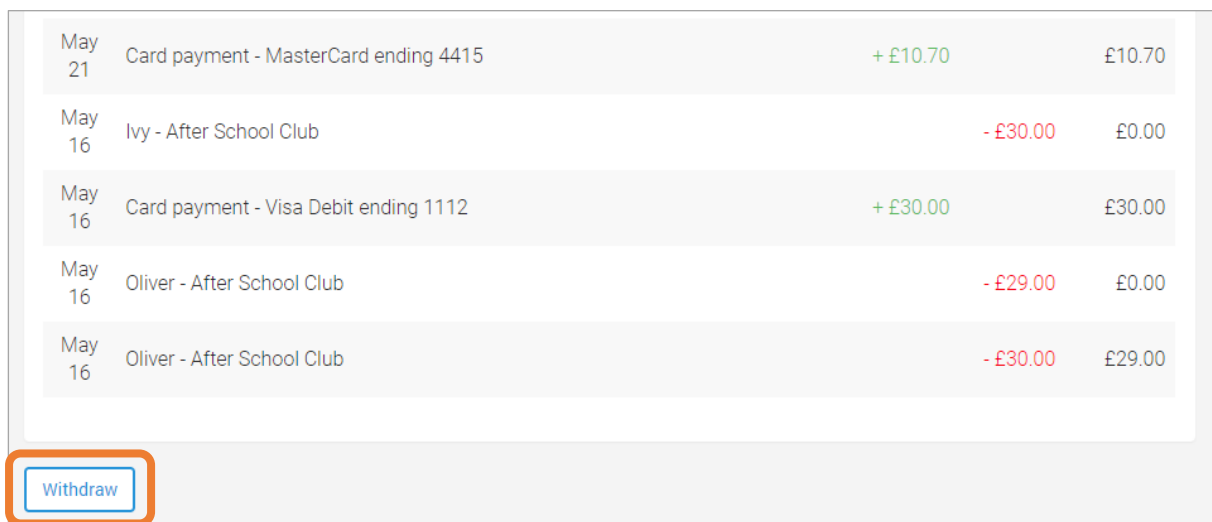 May 21 Card payment - MasterCard ending 4415 + £10.70 £10.70
May 16 Ivy - After School Club - £30.00 £0.00
May 16 Card payment - Visa Debit ending 1112 + £30.00 £30.00
May 16 Oliver - After School Club - £29.00 £0.00
May 16 Oliver - After School Club - £30.00 £29.00
Withdraw